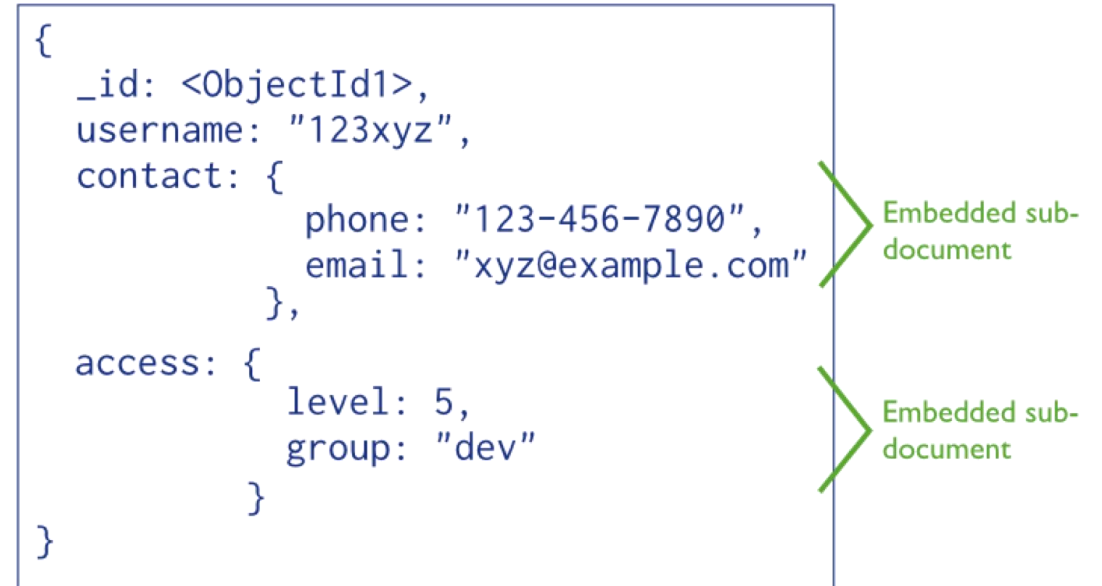 {
_id: <ObjectId1>,
username: "123xyz",
contact: {
phone: "123-456-7890",
email: "xyz@example.com"
},
access: {
level: 5,
group: "dev"
}
}
Embedded sub-
document
Embedded sub-
document